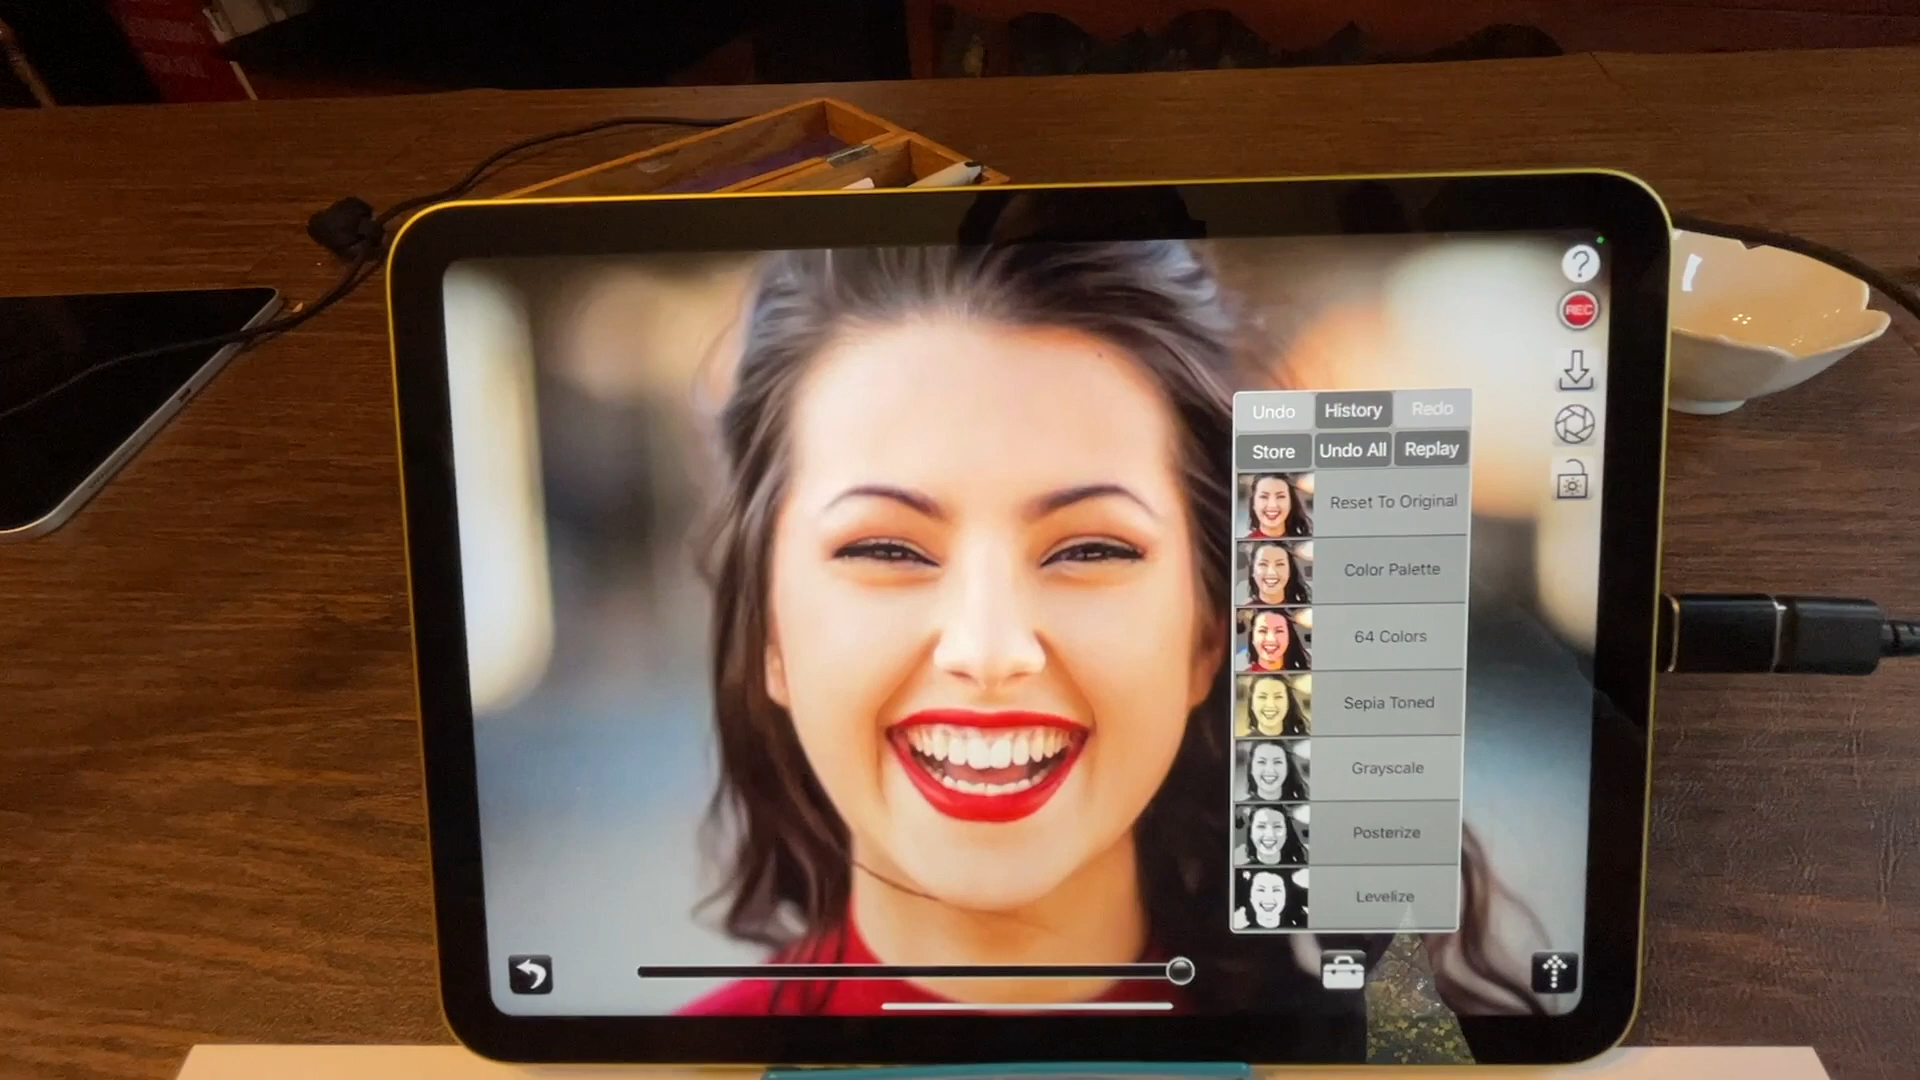 ?
REC
Undo History Redo
Store Undo All Replay
Reset To Original
Color Palette
64 Colors
Sepia Toned
Grayscale
Posterize
Levelize